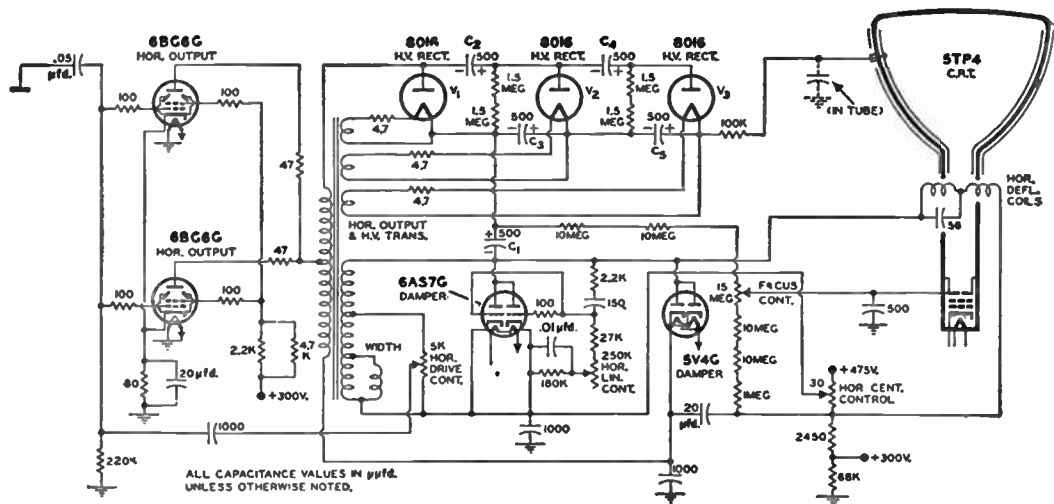 6BG6G
HOR. OUTPUT
.05
µfd.
100
100
47
6BG6G
HOR. OUTPUT
47
100
100
2.2K
4.7
K
80
20µfd.
+300V.
1000
220K
ALL CAPACITANCE VALUES IN µµfd.
UNLESS OTHERWISE NOTED.
8016
H.V. RECT.
C2
500
8016
H.V. RECT.
C4
500
8016
H.V. RECT.
V1
V2
V3
1.5
MEG
1.5
MEG
1.5
MEG
1.5
MEG
500
C3
500
C5
100K
4.7
4.7
4.7
HOR. OUTPUT
& H.V. TRANS.
500
C1
10MEG
10MEG
6AS7G
DAMPER
100
.01µfd.
180K
2.2K
150
27K
250K
HOR.
LIN. CONT.
WIDTH
5K
HOR.
DRIVE
CONT.
1000
5V4G
DAMPER
15
MEG
FOCUS
CONT.
10MEG
10MEG
1MEG
20
µfd.
1000
500
+475V.
30
HOR CENT.
CONTROL
2450
+300V.
68K
5TP4
C.R.T.
(IN TUBE)
HOR.
DEFL.
COILS
56